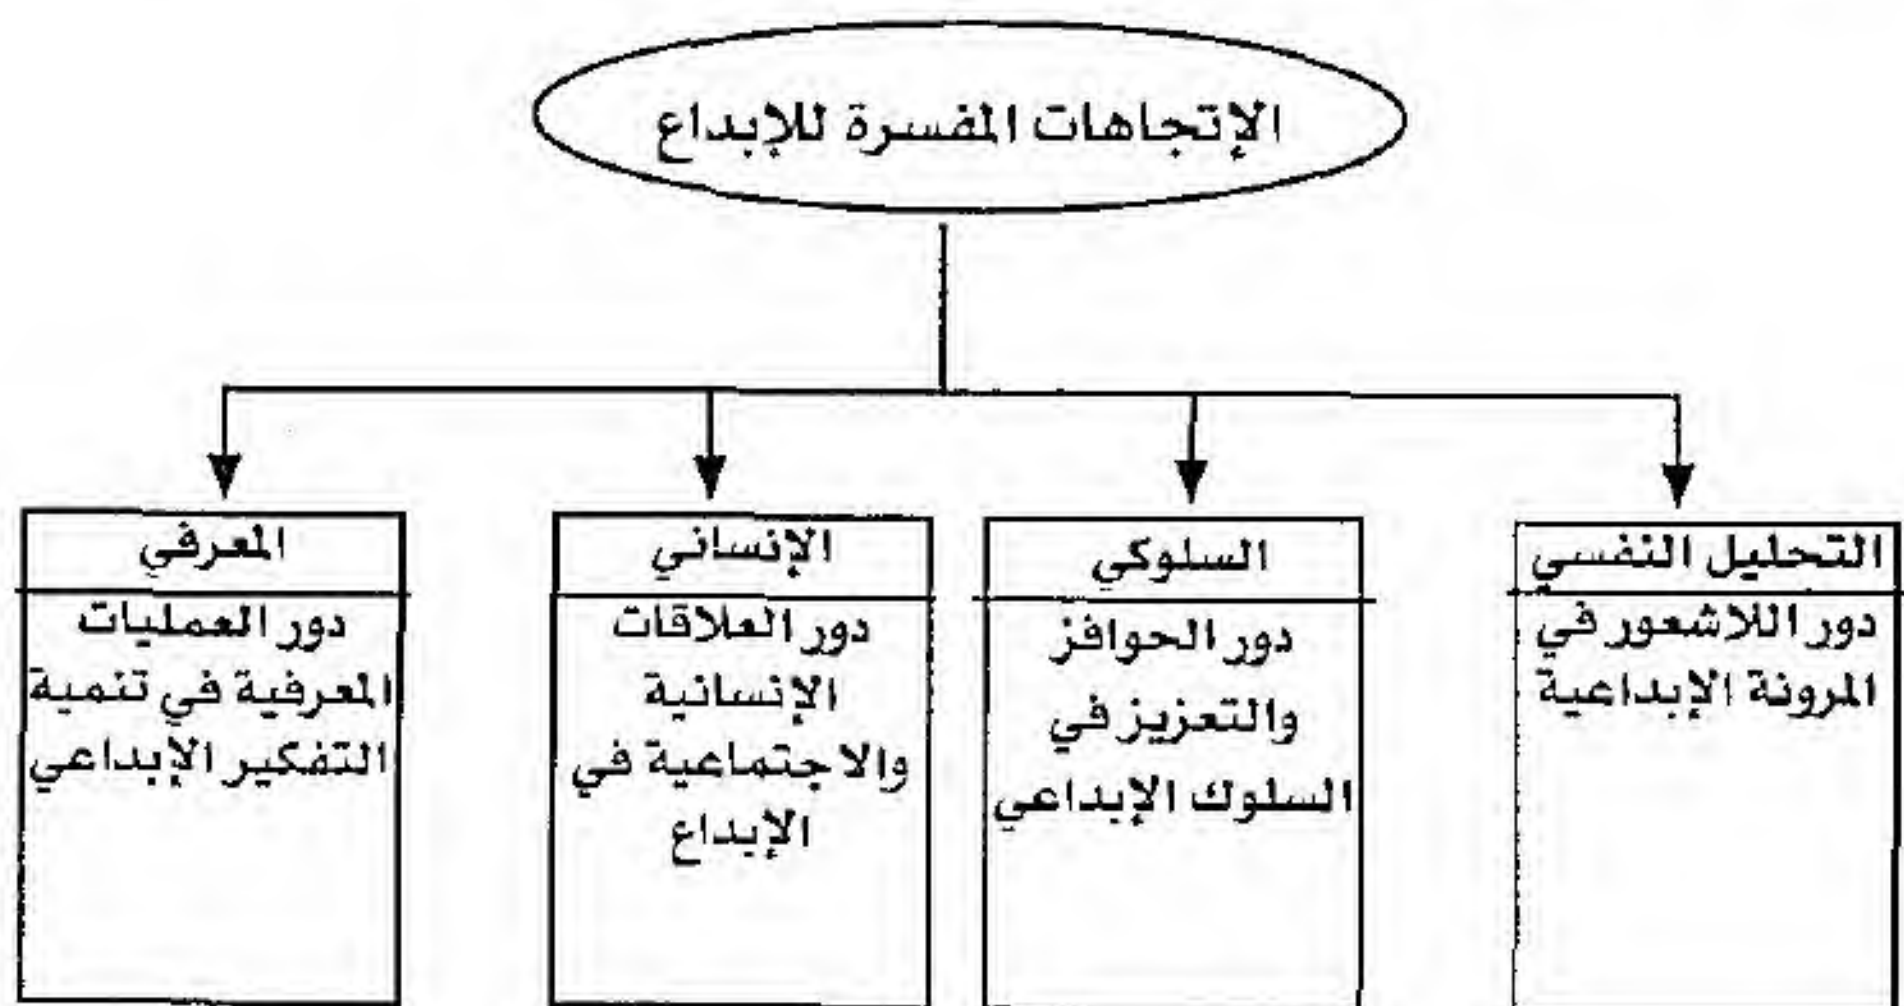 الإتجاهات المفسرة للإبداع
التحليل النفسي
دور اللاشعور في
المرونة الإبداعية
السلوكي
دور الحوافز
والتعزيز في
السلوك الإبداعي
الإنساني
دور العلاقات
الإنسانية
والاجتماعية في
الإبداع
المعرفي
دور العمليات
المعرفية في تنمية
التفكير الإبداعي